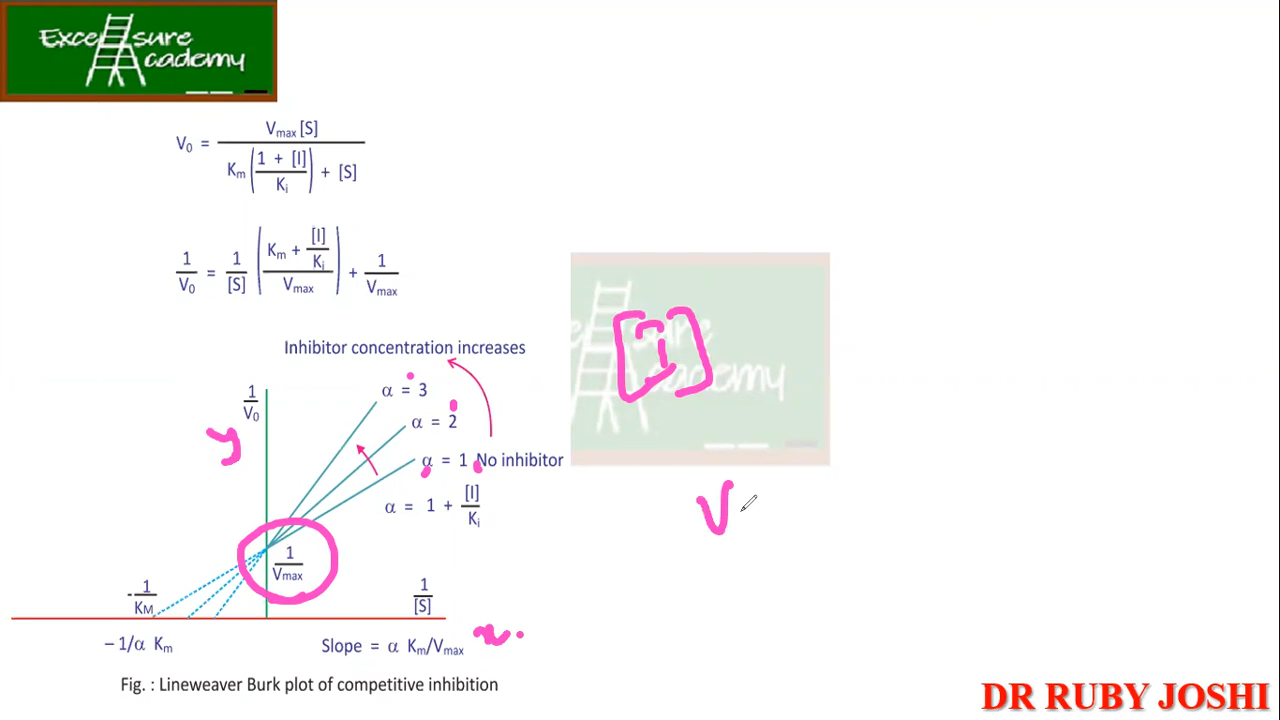 Excel sure
Academy
V₀ = Vmax [S] / Km (1 + [I] / Ki) + [S]
1/V₀ = 1/[S] (Km + [I]/Ki / Vmax) + 1/Vmax
Inhibitor concentration increases
1/V₀
α = 3
α = 2
y
α = 1 No inhibitor
α = 1 + [I]/Ki
1/Vmax
-1/KM
1/[S]
– 1/α Km
Slope = α Km/Vmax
x
Fig. : Lineweaver Burk plot of competitive inhibition
sure
cademy
[I]
V
DR RUBY JOSHI